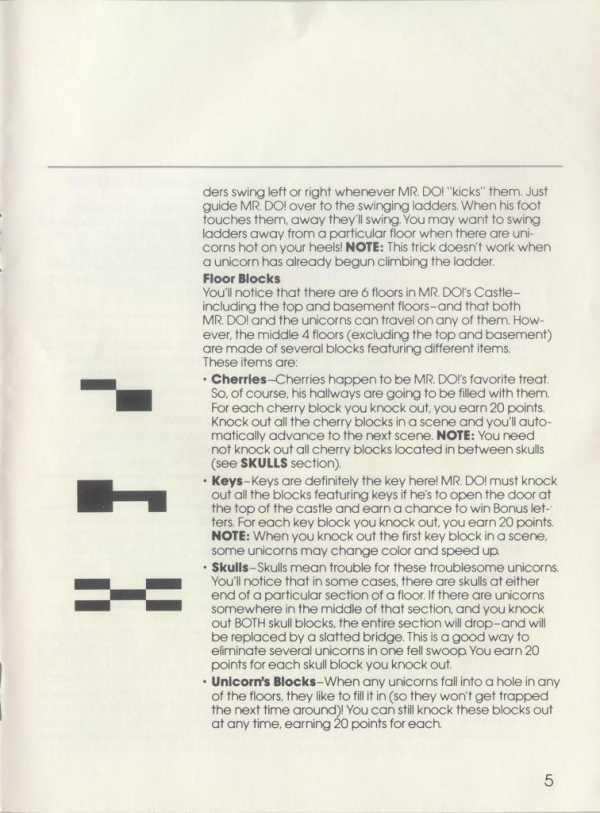 ders swing left or right whenever MR. DO! "kicks" them. Just
guide MR. DO! over to the swinging ladders. When his foot
touches them, away they'll swing. You may want to swing
ladders away from a particular floor when there are uni-
corns hot on your heels! NOTE: This trick doesn't work when
a unicorn has already begun climbing the ladder.
Floor Blocks
You'll notice that there are 6 floors in MR. DO!'s Castle–
including the top and basement floors–and that both
MR. DO! and the unicorns can travel on any of them. How-
ever, the middle 4 floors (excluding the top and basement)
are made of several blocks featuring different items.
These items are:
• Cherries–Cherries happen to be MR. DO!'s favorite treat.
So, of course, his hallways are going to be filled with them.
For each cherry block you knock out, you earn 20 points.
Knock out all the cherry blocks in a scene and you'll auto-
matically advance to the next scene. NOTE: You need
not knock out all cherry blocks located in between skulls
(see SKULLS section).
• Keys–Keys are definitely the key here! MR. DO! must knock
out all the blocks featuring keys if he's to open the door at
the top of the castle and earn a chance to win Bonus let-
ters. For each key block you knock out, you earn 20 points.
NOTE: When you knock out the first key block in a scene,
some unicorns may change color and speed up.
• Skulls–Skulls mean trouble for these troublesome unicorns.
You'll notice that in some cases, there are skulls at either
end of a particular section of a floor. If there are unicorns
somewhere in the middle of that section, and you knock
out BOTH skull blocks, the entire section will drop–and will
be replaced by a slatted bridge. This is a good way to
eliminate several unicorns in one fell swoop. You earn 20
points for each skull block you knock out.
• Unicorn's Blocks–When any unicorns fall into a hole in any
of the floors, they like to fill it in (so they won't get trapped
the next time around)! You can still knock these blocks out
at any time, earning 20 points for each.
5